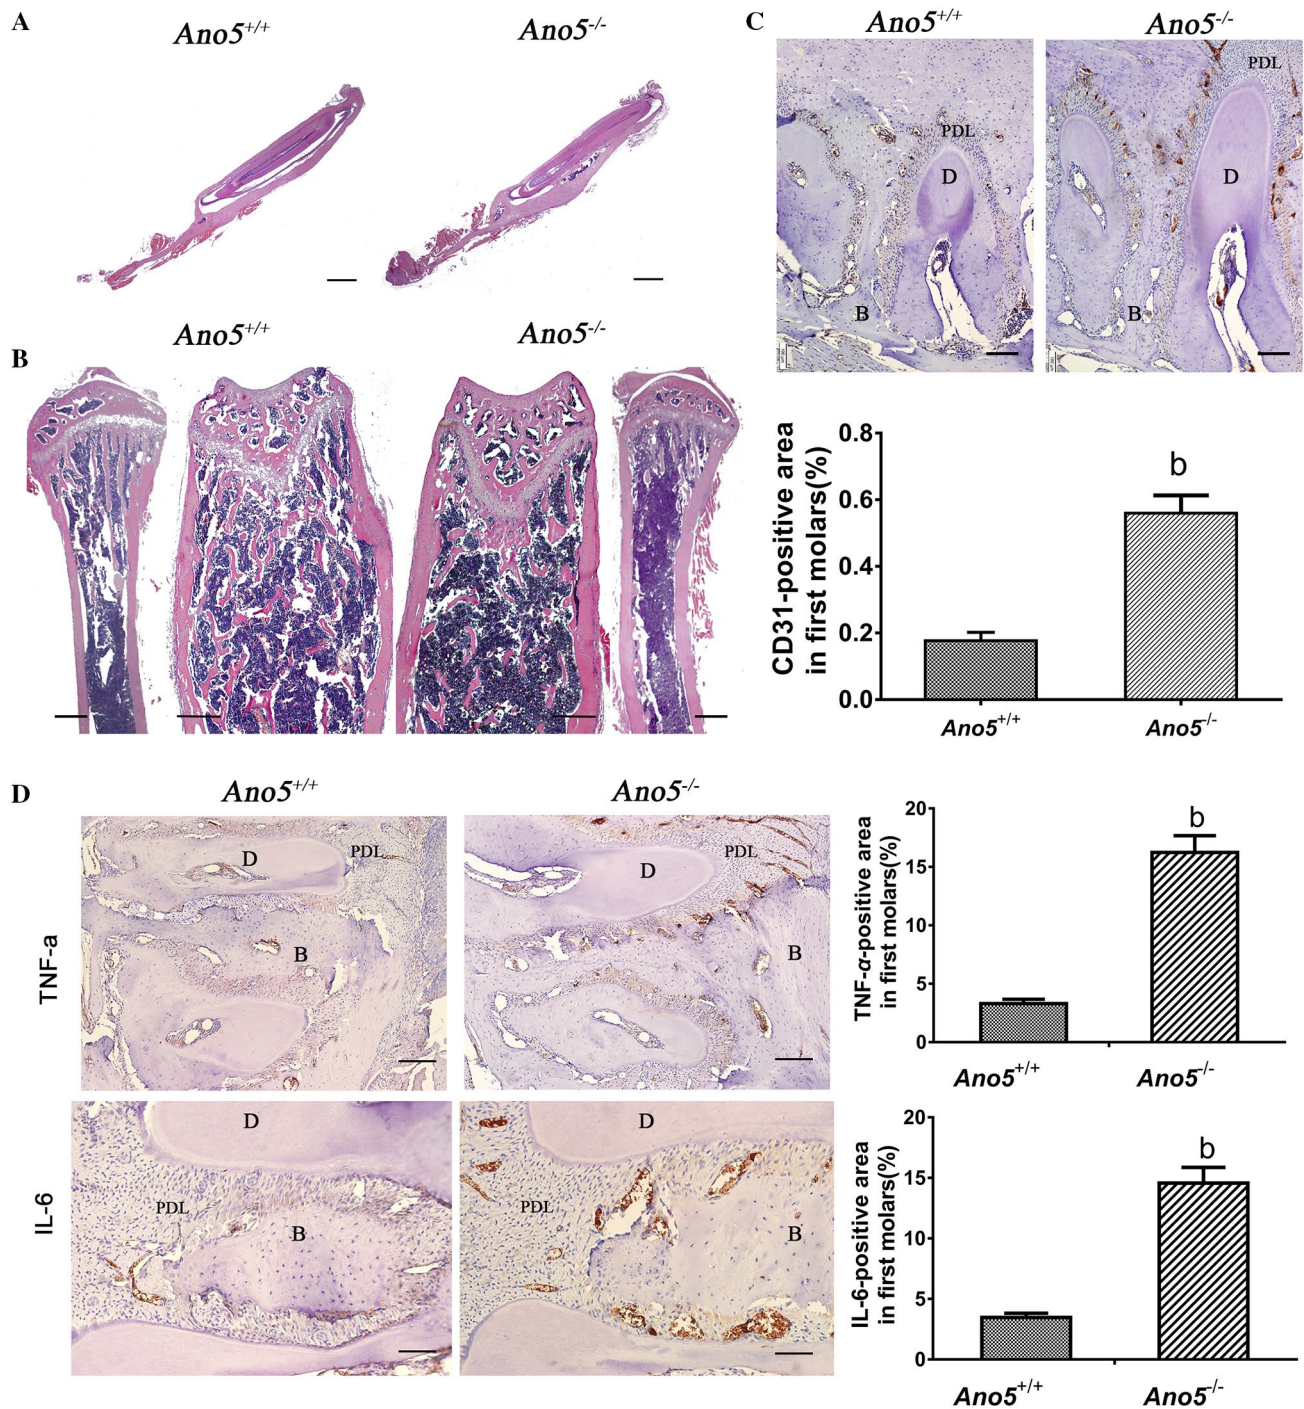 A
Ano5+/+
Ano5-/-
B
Ano5+/+
Ano5-/-
C
Ano5+/+
Ano5-/-
PDL
D
B
PDL
D
B
CD31-positive area
in first molars(%)
0.8
0.6
0.4
0.2
0.0
b
Ano5+/+
Ano5-/-
D
Ano5+/+
Ano5-/-
TNF-a
D
PDL
B
D
PDL
B
TNF-α-positive area
in first molars(%)
20
15
10
5
0
b
Ano5+/+
Ano5-/-
IL-6
D
PDL
B
D
PDL
B
IL-6-positive area
in first molars(%)
20
15
10
5
0
b
Ano5+/+
Ano5-/-